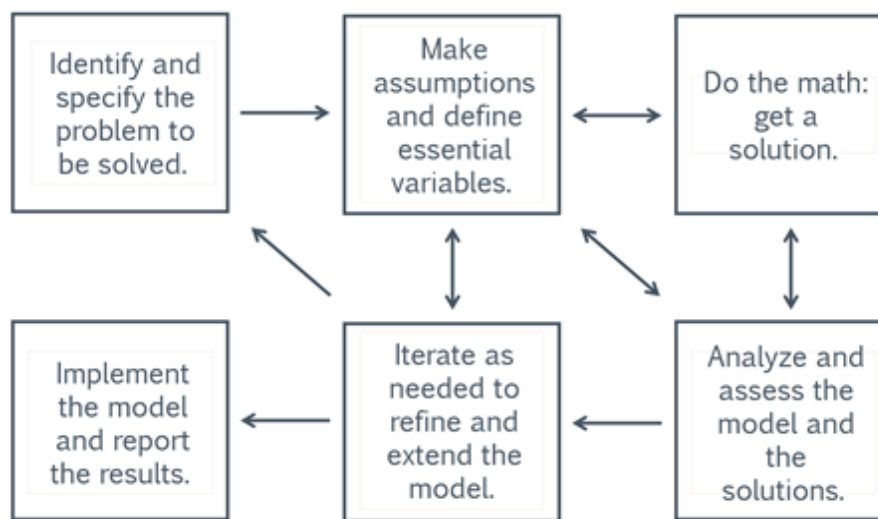 Identify and
specify the
problem to
be solved.
Make
assumptions
and define
essential
variables.
Do the math:
get a
solution.
Implement
the model
and report
the results.
Iterate as
needed to
refine and
extend the
model.
Analyze and
assess the
model and
the
solutions.